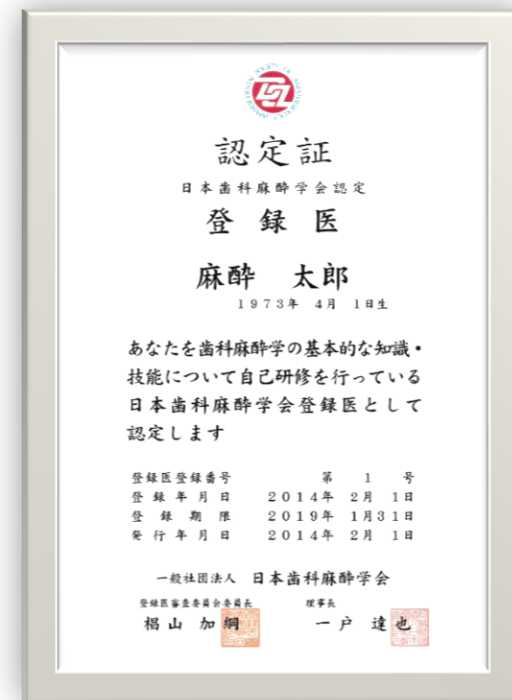 認定証
日本歯科麻酔学会認定
登録医
麻酔 太郎
1973年 4月 1日生
あなたを歯科麻酔学の基本的な知識・
技能について自己研修を行っている
日本歯科麻酔学会登録医として
認定します
登録医登録番号 第 1 号
登録年月日 2014年 2月 1日
登録期限 2019年 1月31日
発行年月日 2014年 2月 1日
一般社団法人 日本歯科麻酔学会
登録医審査委員会委員長 理事長
椙山 加綱 一戸 達也